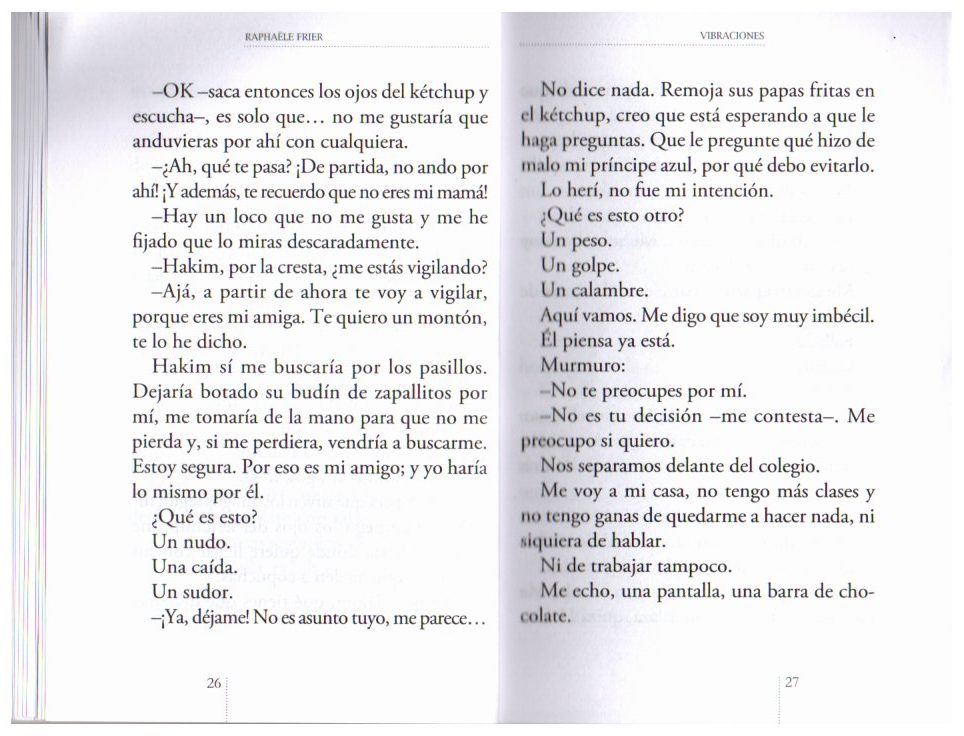 RAPHAÈLE FRIER
–OK –saca entonces los ojos del kétchup y
escucha–, es solo que… no me gustaría que
anduvieras por ahí con cualquiera.
–¿Ah, qué te pasa? ¡De partida, no ando por
ahí! ¡Y además, te recuerdo que no eres mi mamá!
–Hay un loco que no me gusta y me he
fijado que lo miras descaradamente.
–Hakim, por la cresta, ¿me estás vigilando?
–Ajá, a partir de ahora te voy a vigilar,
porque eres mi amiga. Te quiero un montón,
te lo he dicho.
Hakim sí me buscaría por los pasillos.
Dejaría botado su budín de zapallitos por
mí, me tomaría de la mano para que no me
pierda y, si me perdiera, vendría a buscarme.
Estoy segura. Por eso es mi amigo; y yo haría
lo mismo por él.
¿Qué es esto?
Un nudo.
Una caída.
Un sudor.
–¡Ya, déjame! No es asunto tuyo, me parece…
26
VIBRACIONES
No dice nada. Remoja sus papas fritas en
el kétchup, creo que está esperando a que le
haga preguntas. Que le pregunte qué hizo de
malo mi príncipe azul, por qué debo evitarlo.
Lo herí, no fue mi intención.
¿Qué es esto otro?
Un peso.
Un golpe.
Un calambre.
Aquí vamos. Me digo que soy muy imbécil.
Él piensa ya está.
Murmuro:
–No te preocupes por mí.
–No es tu decisión –me contesta–. Me
preocupo si quiero.
Nos separamos delante del colegio.
Me voy a mi casa, no tengo más clases y
no tengo ganas de quedarme a hacer nada, ni
siquiera de hablar.
Ni de trabajar tampoco.
Me echo, una pantalla, una barra de cho-
colate.
27